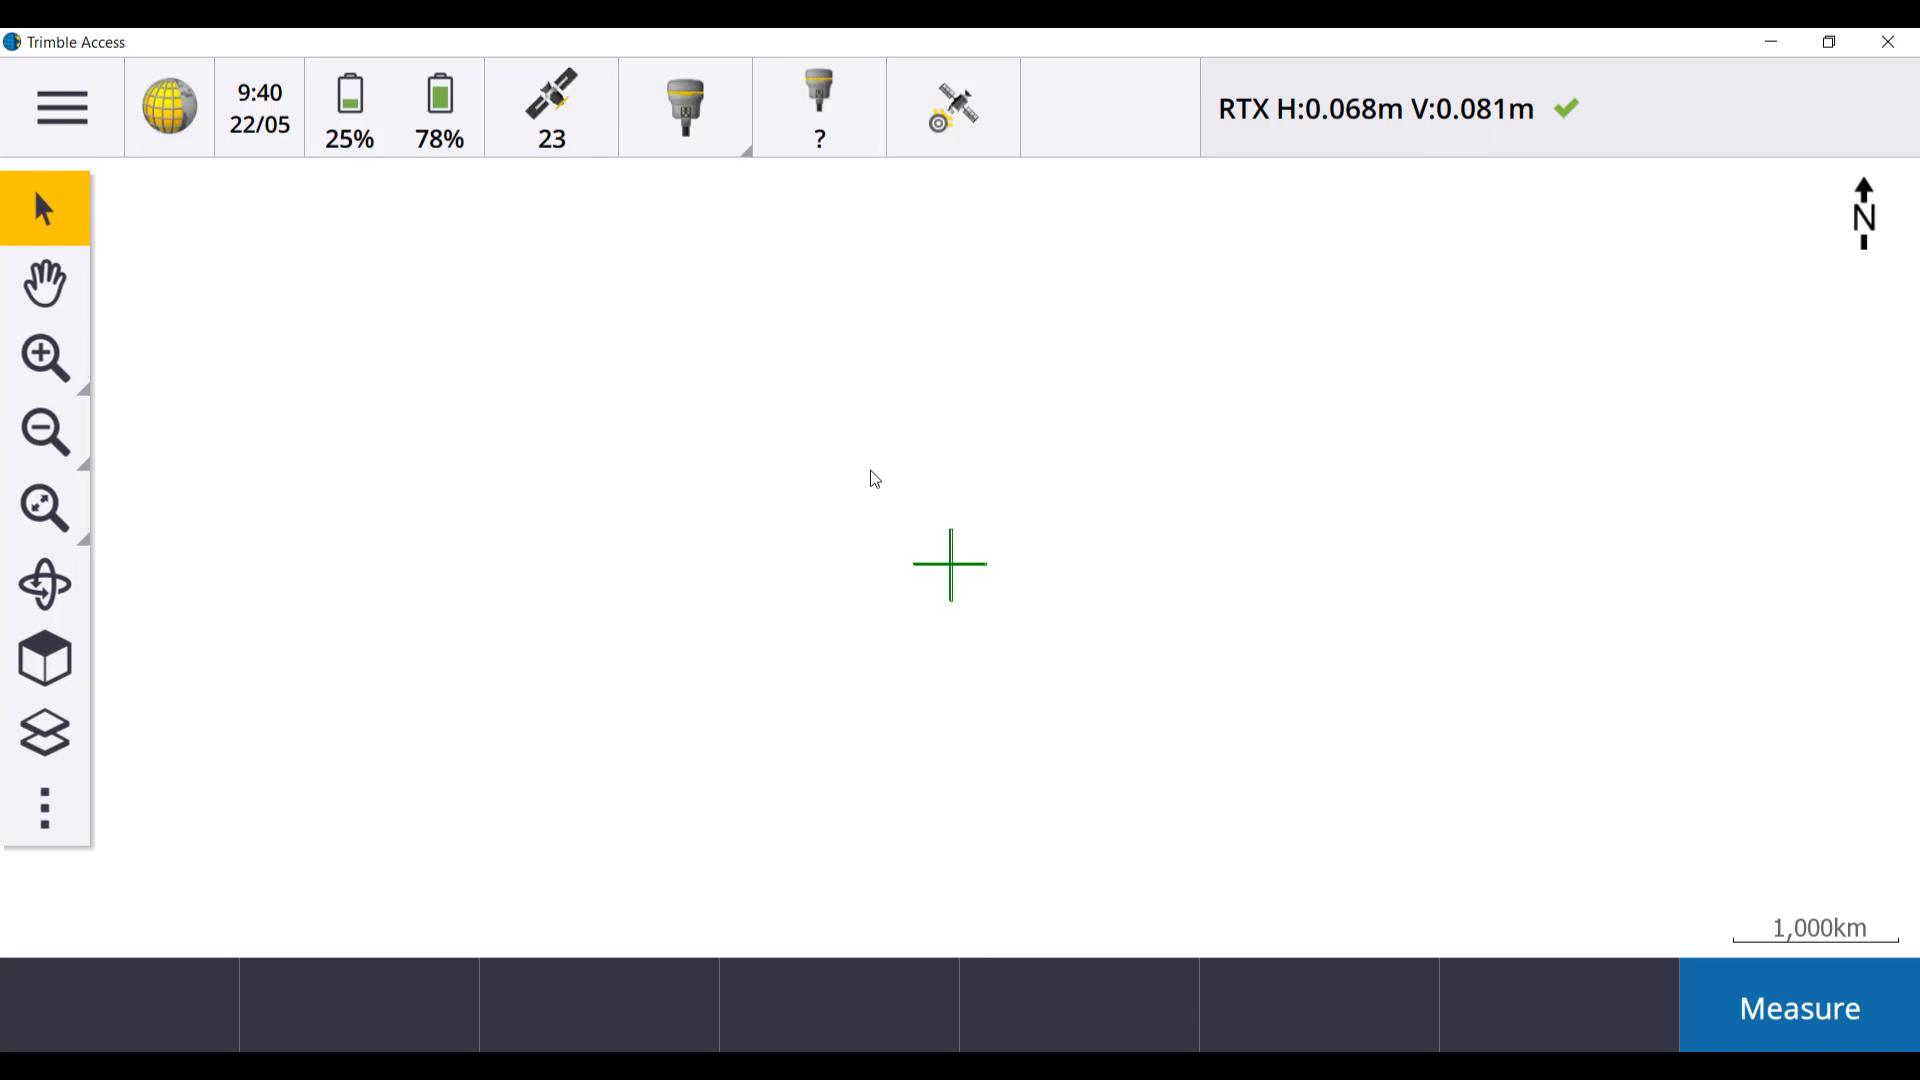 Trimble Access
9:40
22/05
25%
78%
23
?
RTX H:0.068m V:0.081m
N
1,000km
Measure